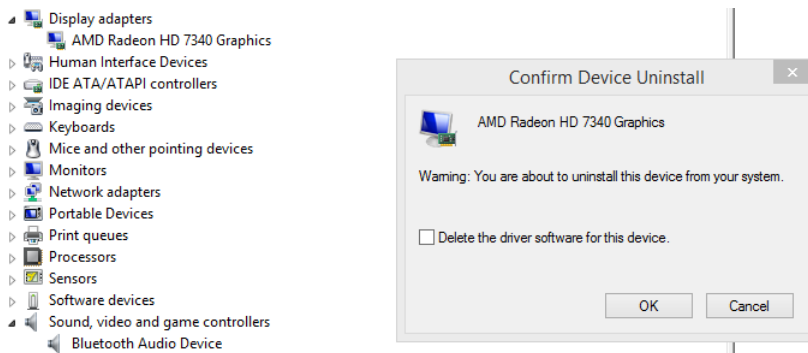 Display adapters
AMD Radeon HD 7340 Graphics
Human Interface Devices
IDE ATA/ATAPI controllers
Imaging devices
Keyboards
Mice and other pointing devices
Monitors
Network adapters
Portable Devices
Print queues
Processors
Sensors
Software devices
Sound, video and game controllers
Bluetooth Audio Device
Confirm Device Uninstall
AMD Radeon HD 7340 Graphics
Warning: You are about to uninstall this device from your system.
Delete the driver software for this device.
OK
Cancel